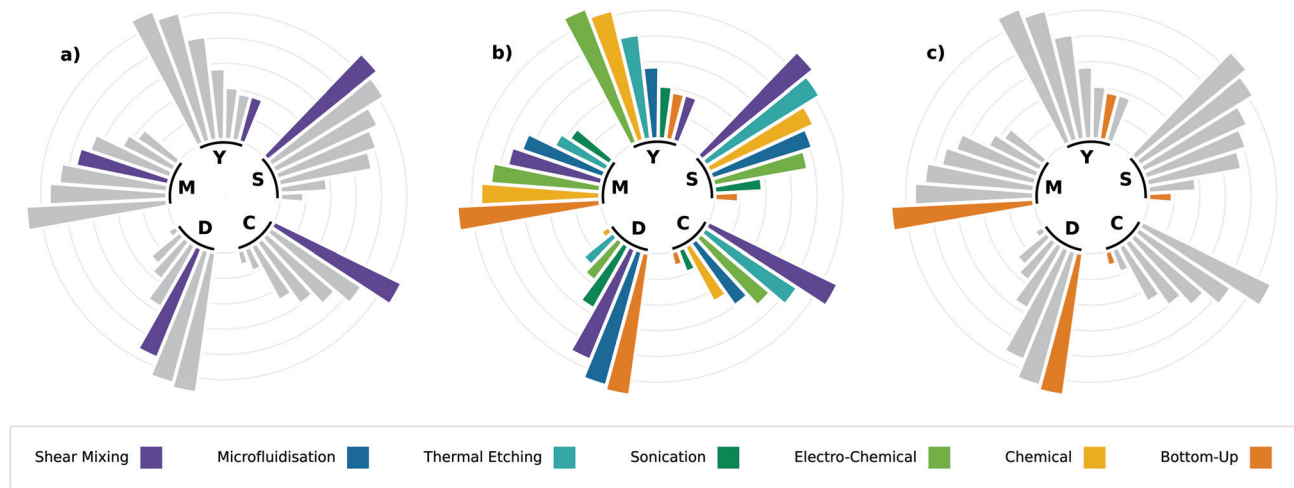 a)
Y
S
M
D
C
b)
Y
S
M
D
C
c)
Y
S
M
D
C
Shear Mixing Microfluidisation Thermal Etching Sonication Electro-Chemical Chemical Bottom-Up